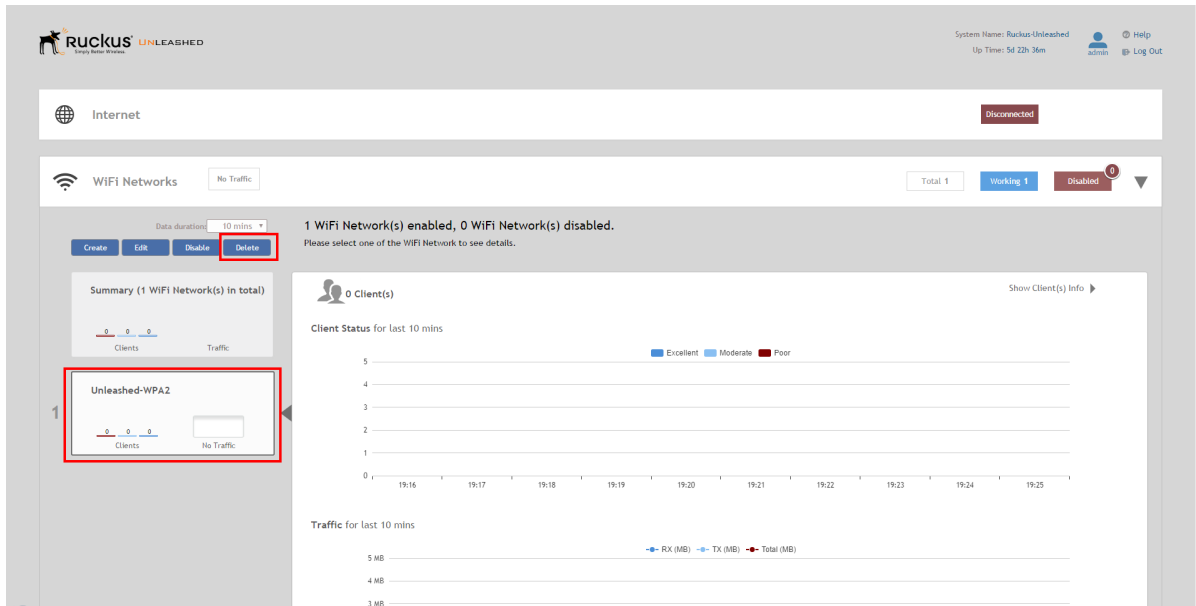 RUCKUS® UNLEASHED
Simply Better Wireless.
System Name: Ruckus-Unleashed
Up Time: 5d 22h 36m
admin
Help
Log Out
Internet
Disconnected
WiFi Networks
No Traffic
Total 1
Working 1
Disabled
0
Data duration:
10 mins
Create
Edit
Disable
Delete
1 WiFi Network(s) enabled, 0 WiFi Network(s) disabled.
Please select one of the WiFi Network to see details.
Summary (1 WiFi Network(s) in total)
0 0 0
Clients
Traffic
1
Unleashed-WPA2
0 0 0
Clients
No Traffic
0 Client(s)
Show Client(s) Info
Client Status for last 10 mins
Excellent Moderate Poor
5
4
3
2
1
0
19:16 19:17 19:18 19:19 19:20 19:21 19:22 19:23 19:24 19:25
Traffic for last 10 mins
RX (MB) TX (MB) Total (MB)
5 MB
4 MB
3 MB